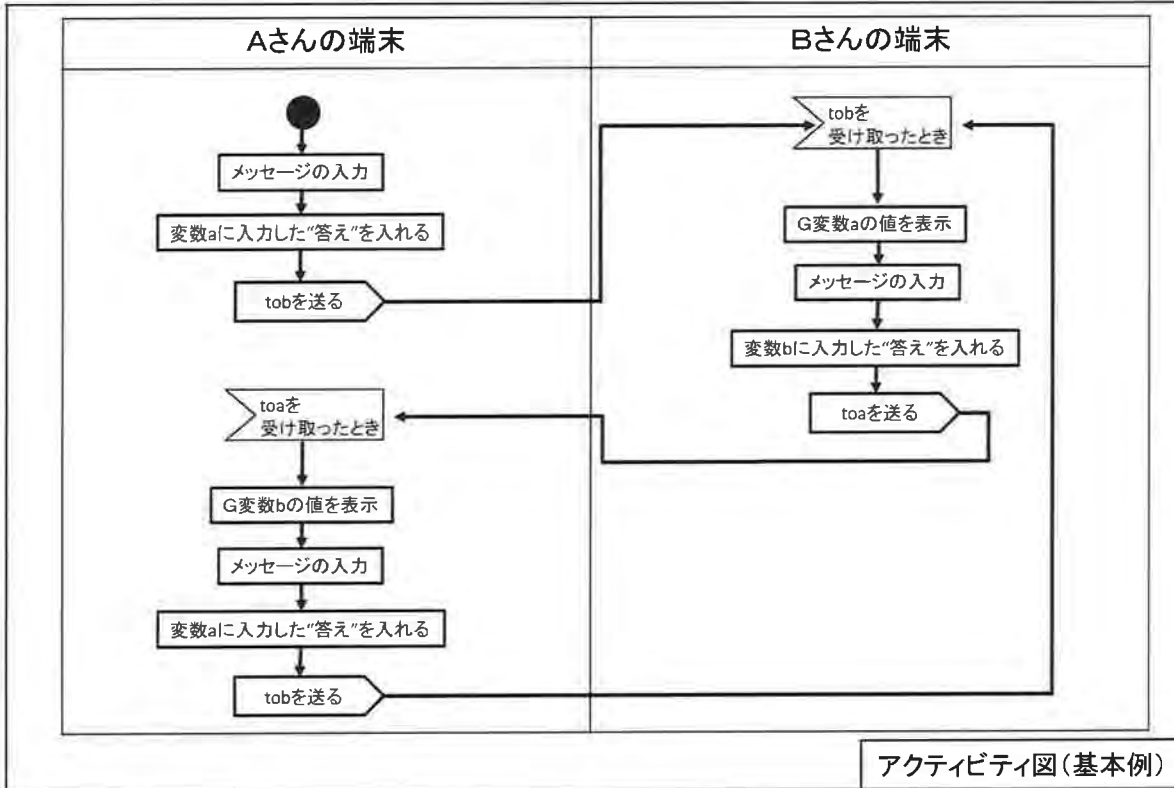 Aさんの端末
Bさんの端末
メッセージの入力
変数aに入力した“答え”を入れる
tobを送る
toaを
受け取ったとき
G変数bの値を表示
メッセージの入力
変数aに入力した“答え”を入れる
tobを送る
tobを
受け取ったとき
G変数aの値を表示
メッセージの入力
変数bに入力した“答え”を入れる
toaを送る
アクティビティ図(基本例)